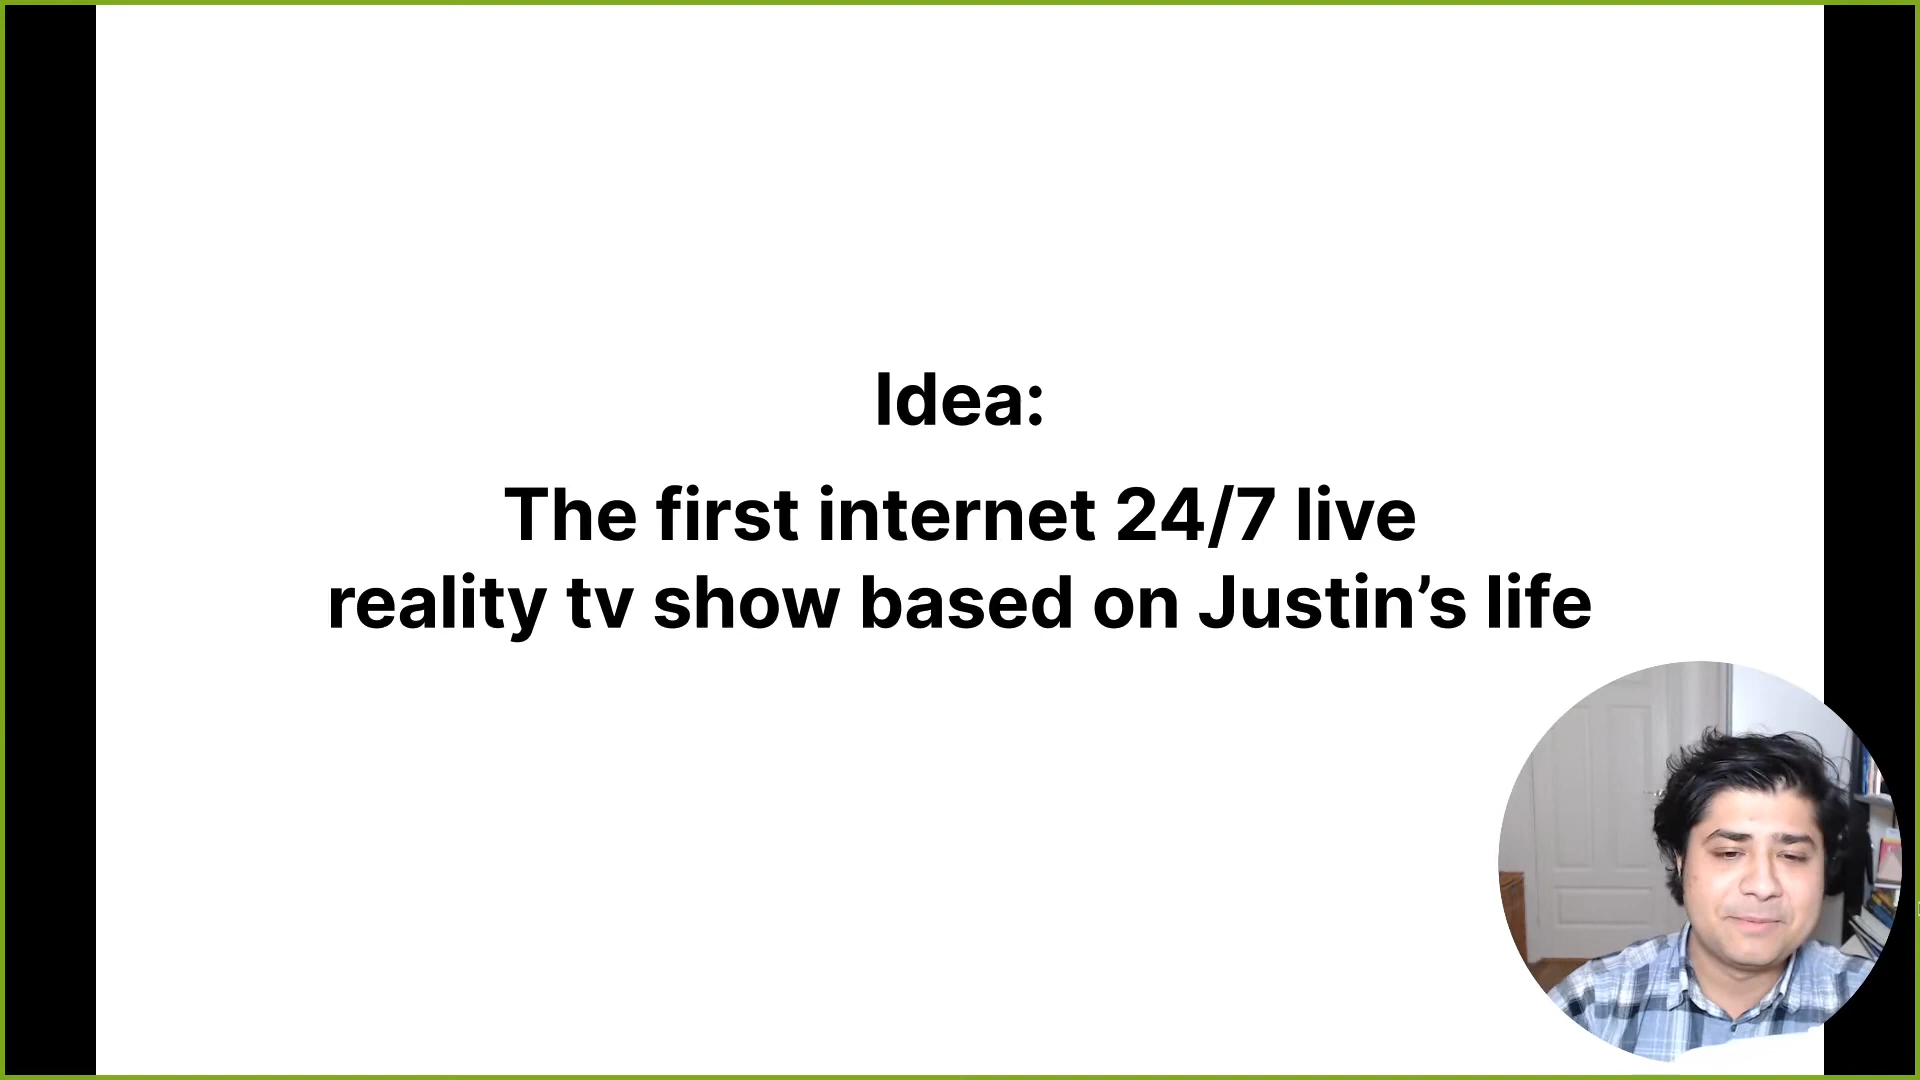 Idea:
The first internet 24/7 live
reality tv show based on Justin’s life